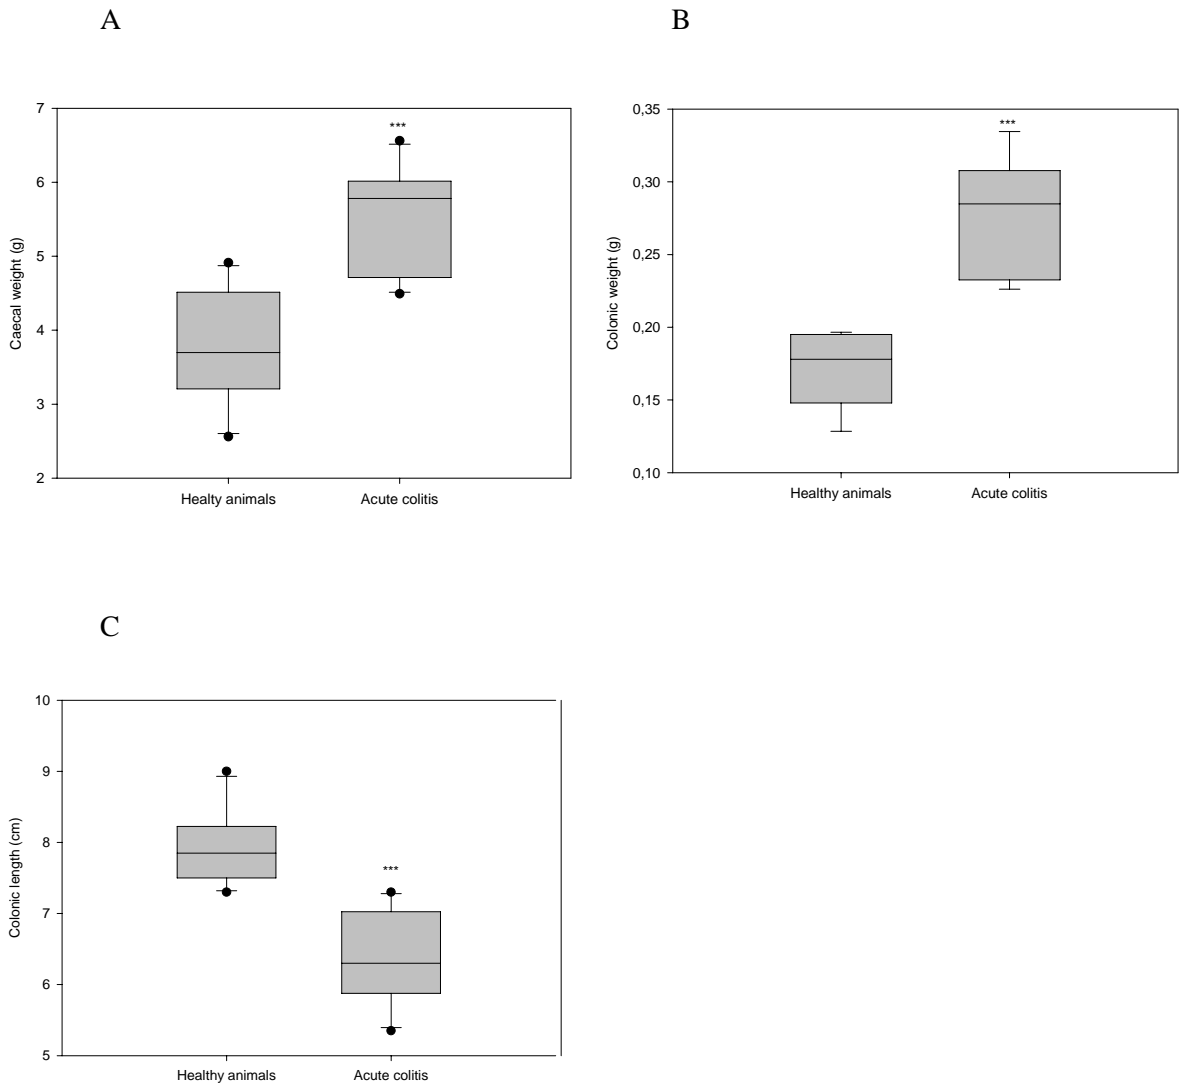 A
B
7
6
5
4
3
2
Caecal weight (g)
***
Healty animals
Acute colitis
0,35
0,30
0,25
0,20
0,15
0,10
Colonic weight (g)
***
Healthy animals
Acute colitis
C
10
9
8
7
6
5
Colonic length (cm)
***
Healthy animals
Acute colitis